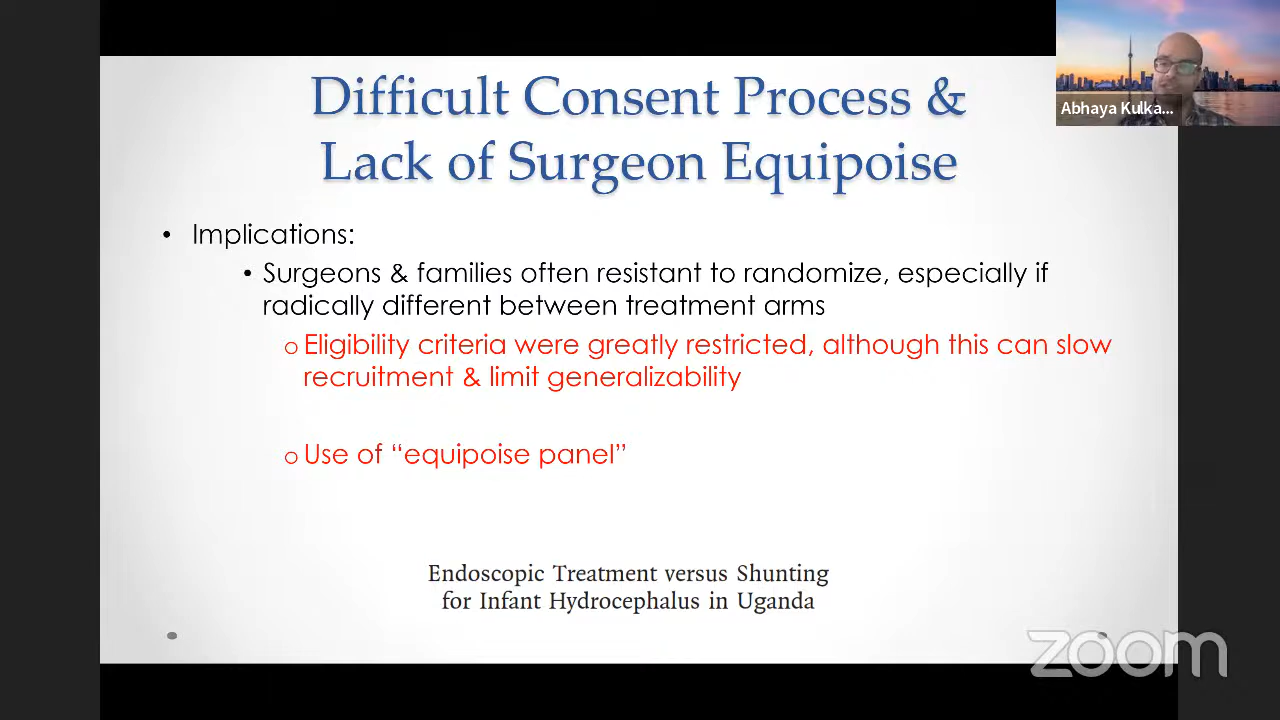 Difficult Consent Process &
Lack of Surgeon Equipoise
Abhaya Kulka...
• Implications:
• Surgeons & families often resistant to randomize, especially if
radically different between treatment arms
o Eligibility criteria were greatly restricted, although this can slow
recruitment & limit generalizability
o Use of “equipoise panel”
Endoscopic Treatment versus Shunting
for Infant Hydrocephalus in Uganda
zoom